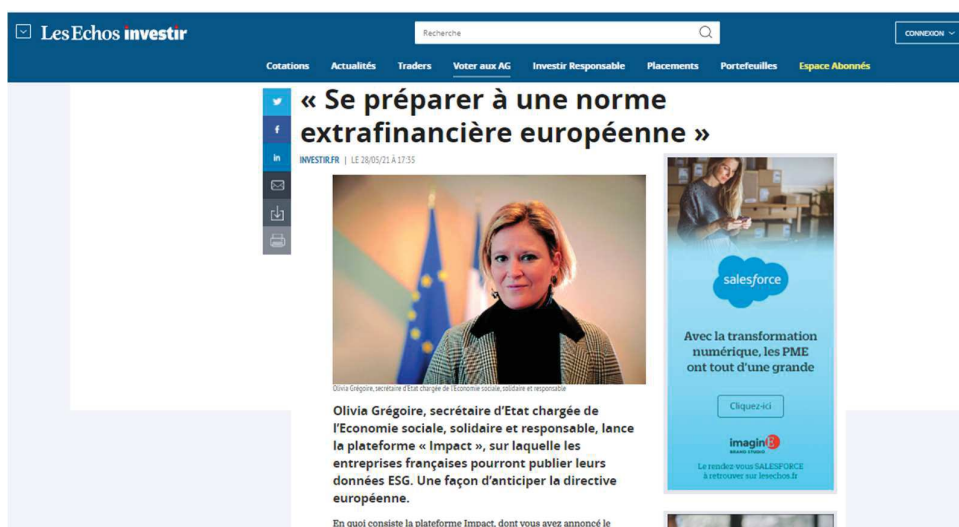 Les Echos investir
Recherche
CONNEXION
Cotations Actualités Traders Voter aux AG Investir Responsable Placements Portefeuilles Espace Abonnés
« Se préparer à une norme
extrafinancière européenne »
INVESTIR.FR | LE 28/05/21 À 17:35
Olivia Grégoire, secrétaire d'Etat chargée de l'Economie sociale, solidaire et responsable
Olivia Grégoire, secrétaire d'Etat chargée de
l'Economie sociale, solidaire et responsable, lance
la plateforme « Impact », sur laquelle les
entreprises françaises pourront publier leurs
données ESG. Une façon d'anticiper la directive
européenne.
En quoi consiste la plateforme Impact, dont vous avez annoncé le
salesforce
Avec la transformation
numérique, les PME
ont tout d'une grande
Cliquez-ici
imaginE
BRAND STUDIO
Le rendez-vous SALESFORCE
à retrouver sur lesechos.fr